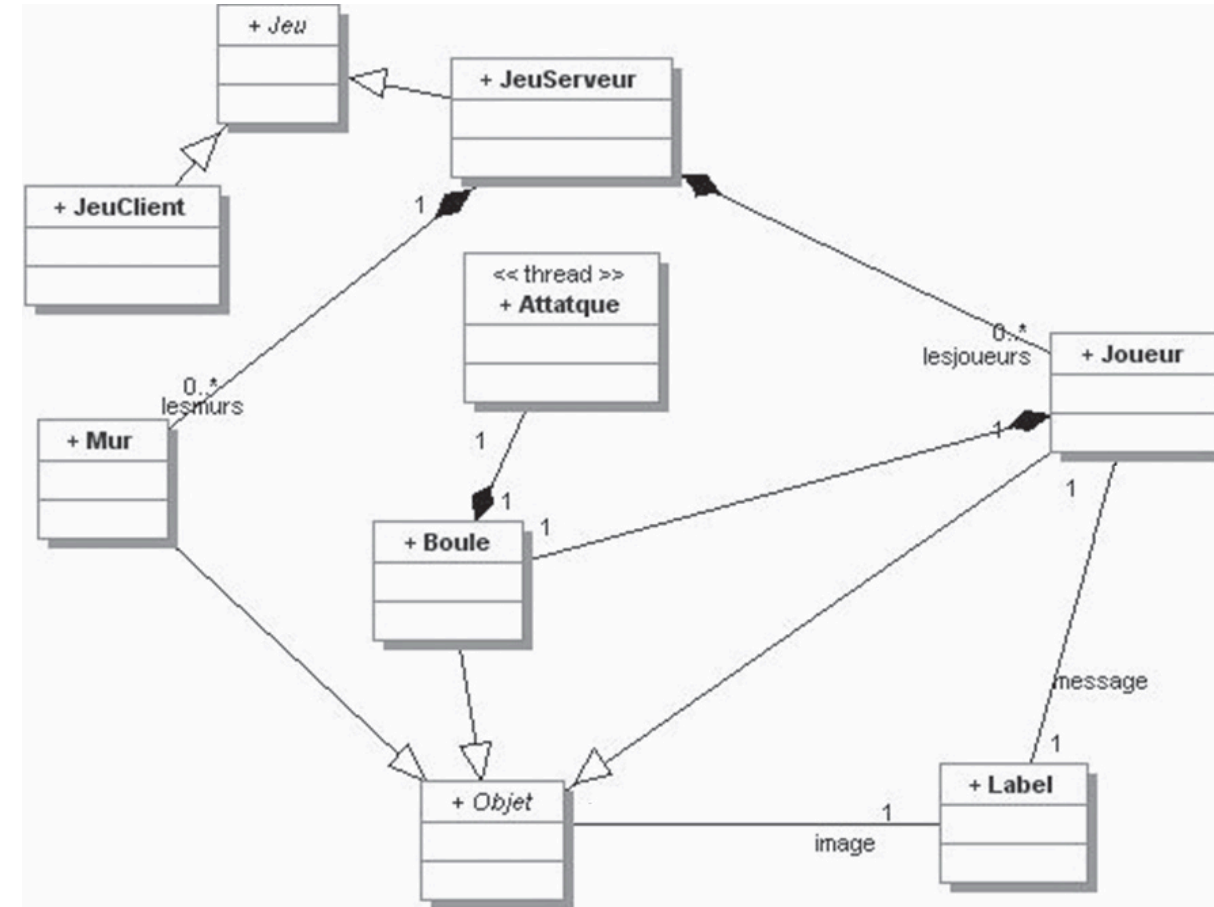 + Jeu
+ JeuServeur
+ JeuClient
1
<< thread >>
+ Attatque
0..*
lesjoueurs
+ Joueur
0..*
lesmurs
+ Mur
1
1
1
1
1
+ Boule
message
1
+ Objet
1
image
+ Label